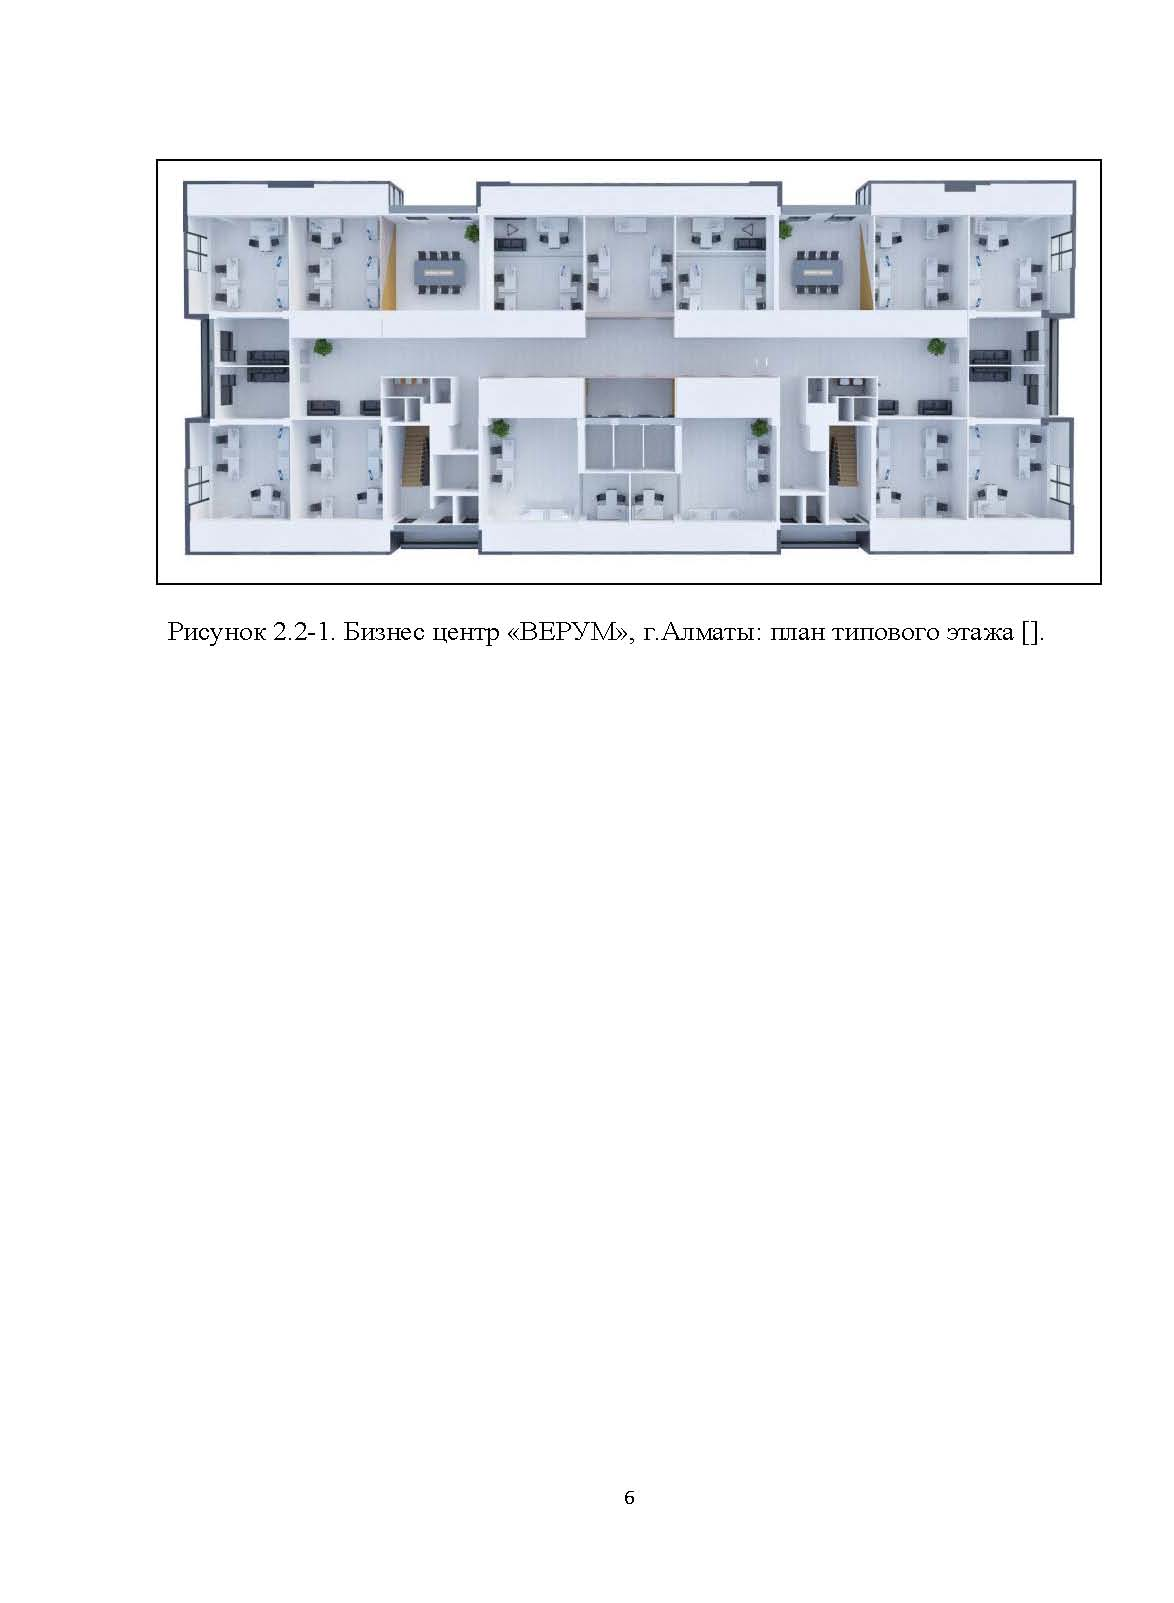 Рисунок 2.2-1. Бизнес центр «ВЕРУМ», г.Алматы: план типового этажа [].
6